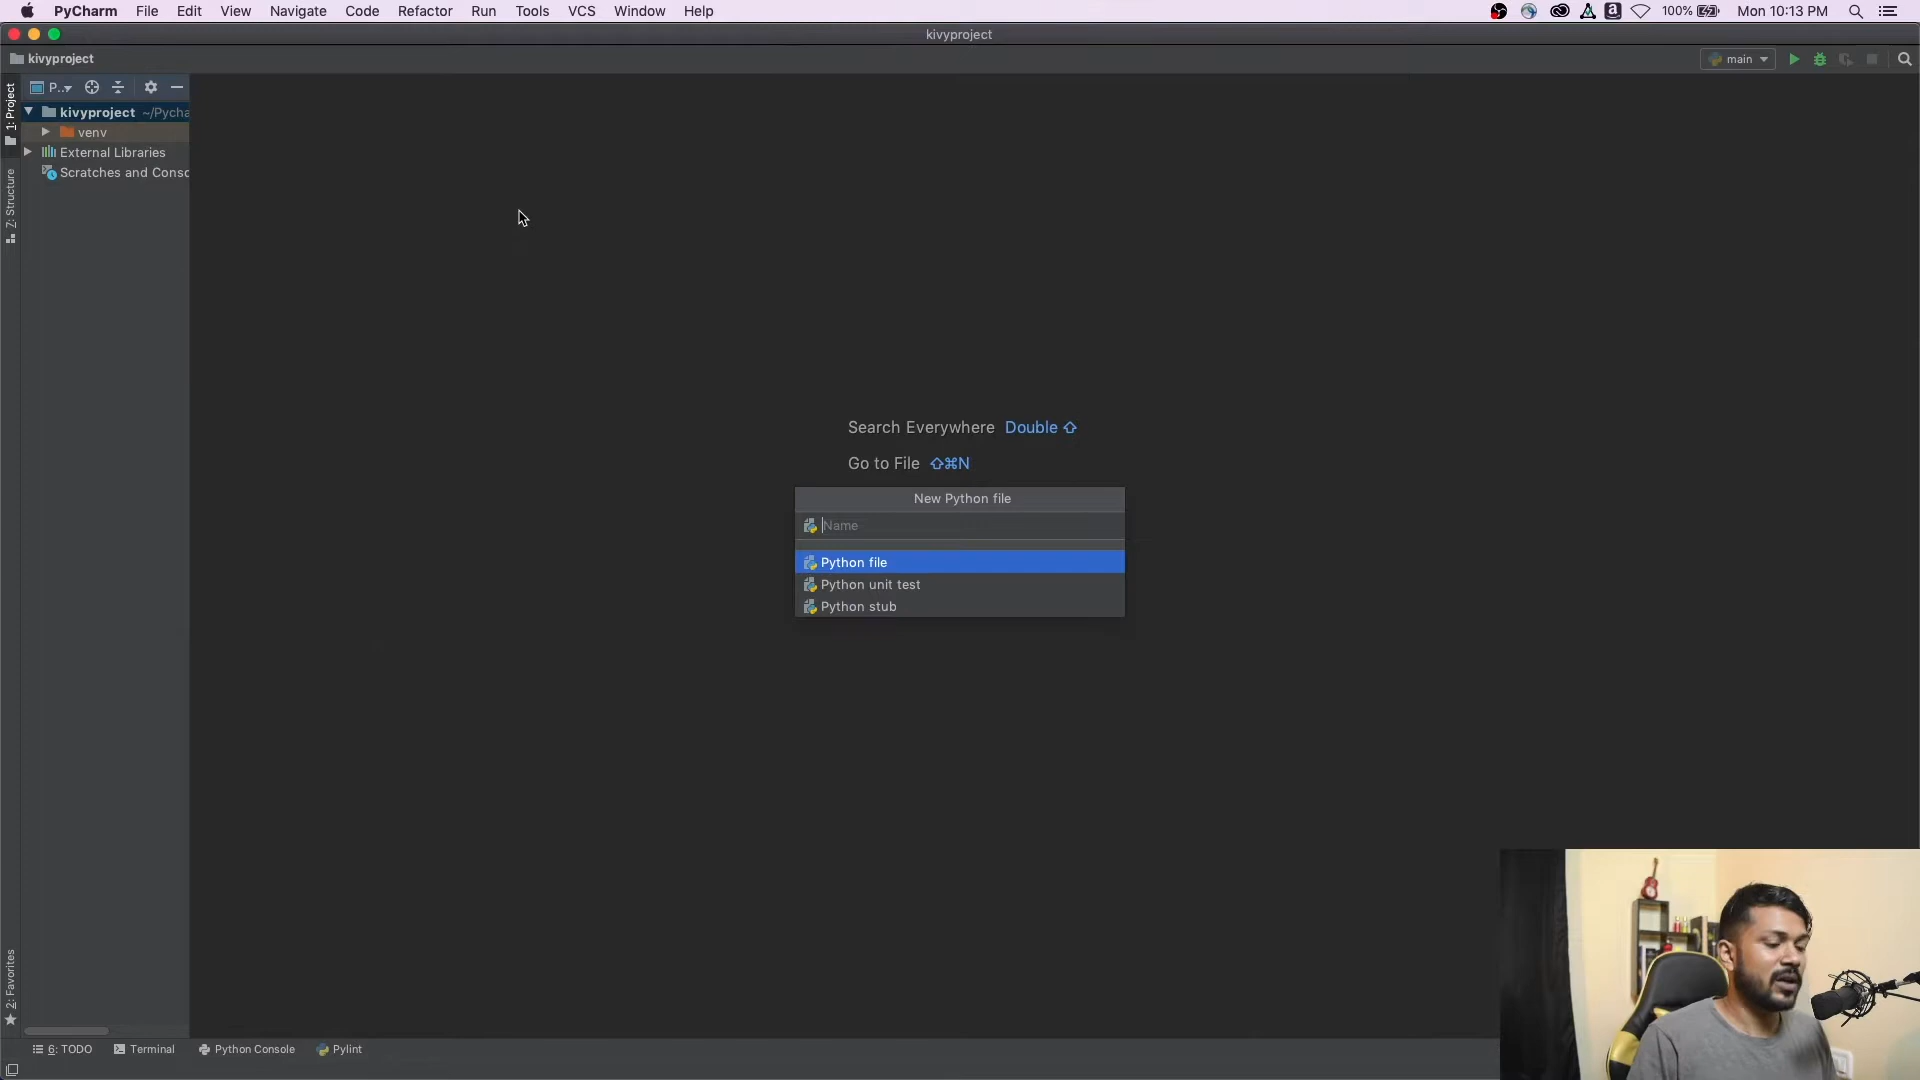 PyCharm File Edit View Navigate Code Refactor Run Tools VCS Window Help 100% Mon 10:13 PM
kivyproject
kivyproject main
1: Project
P..
kivyproject ~/Pycha
venv
External Libraries
Scratches and Conso
7: Structure
Search Everywhere Double ⇧
Go to File ⇧⌘N
New Python file
Name
Python file
Python unit test
Python stub
2: Favorites
6: TODO Terminal Python Console Pylint